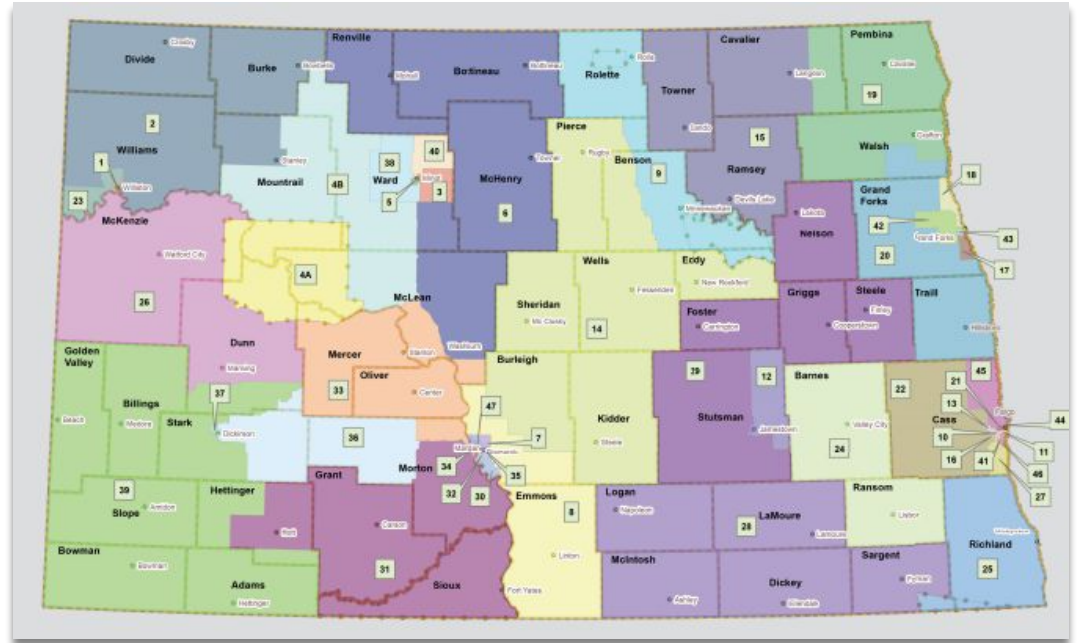 Renville
Pembina
Cavalier
Crosby
Divide
Burke
Bowbells
Mohall
Bottineau
Bottineau
Rolla
Rolette
Towner
Langdon
Cavalier
19
2
Williams
1
Williston
23
Stanley
Mountrail
4B
38
40
Ward
Minot
5
3
Towner
McHenry
6
Pierce
Rugby
Benson
9
Minnewaukan
Cando
15
Ramsey
Devils Lake
Grafton
Walsh
18
Grand
Forks
42
Grand Forks
43
20
17
Lakota
Nelson
McKenzie
Watford City
26
4A
McLean
Washburn
Wells
Fessenden
Sheridan
Mc Clusky
14
Eddy
New Rockford
Foster
Carrington
Griggs
Cooperstown
Steele
Finley
Traill
Hillsboro
Dunn
Manning
Mercer
Stanton
Oliver
Center
33
Golden
Valley
Beach
Billings
Medora
37
Stark
Dickinson
36
Morton
Mandan
Bismarck
47
7
34
32
30
35
Burleigh
Kidder
Steele
29
12
Stutsman
Jamestown
Barnes
Valley City
24
22
21
45
13
Cass
Fargo
44
10
11
16
41
46
27
39
Slope
Amidon
Hettinger
Mott
Grant
Carson
31
Sioux
Fort Yates
Emmons
8
Linton
Logan
Napoleon
28
LaMoure
Lamoure
Ransom
Lisbon
Richland
25
Bowman
Bowman
Adams
Hettinger
McIntosh
Ashley
Dickey
Ellendale
Sargent
Forman